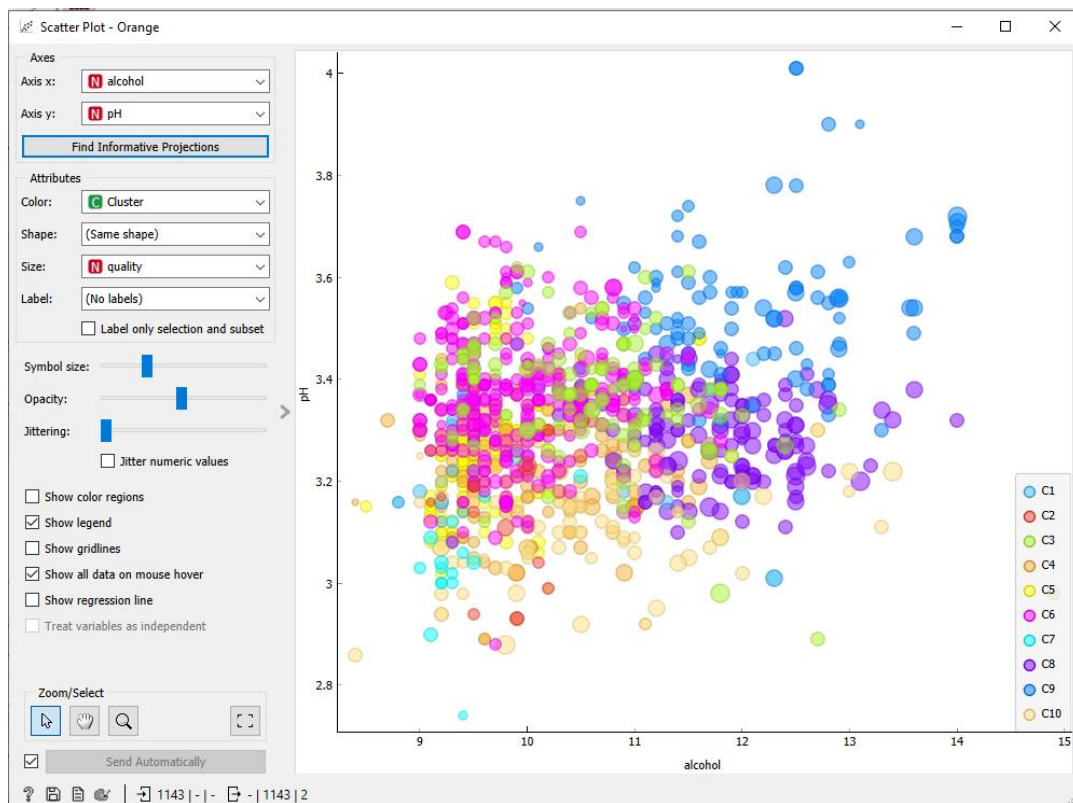 Scatter Plot - Orange
Axes
Axis x: N alcohol
Axis y: N pH
Find Informative Projections
Attributes
Color: C Cluster
Shape: (Same shape)
Size: N quality
Label: (No labels)
Label only selection and subset
Symbol size:
Opacity:
Jittering:
Jitter numeric values
Show color regions
Show legend
Show gridlines
Show all data on mouse hover
Show regression line
Treat variables as independent
Zoom/Select
Send Automatically
? 1143 | - | - - | 1143 | 2
pH
4
3.8
3.6
3.4
3.2
3
2.8
9 10 11 12 13 14 15
alcohol
C1
C2
C3
C4
C5
C6
C7
C8
C9
C10